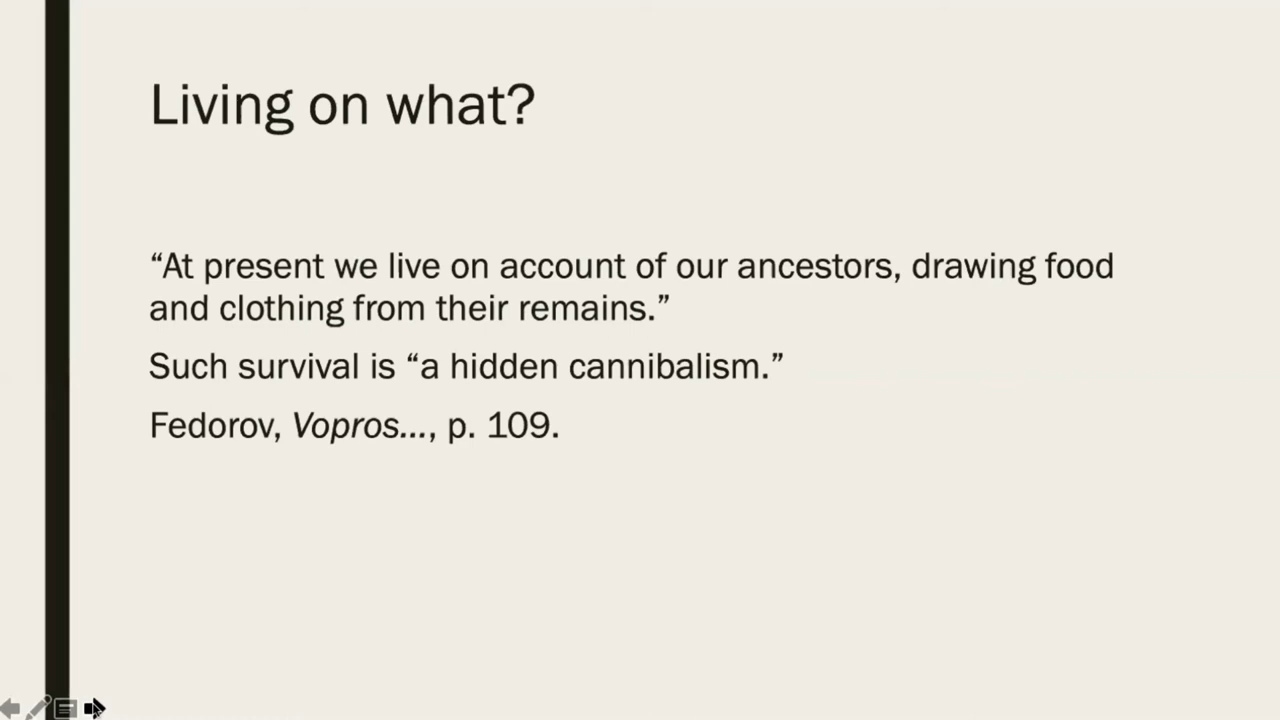 Living on what?
“At present we live on account of our ancestors, drawing food
and clothing from their remains.”
Such survival is “a hidden cannibalism.”
Fedorov, Vopros…, p. 109.